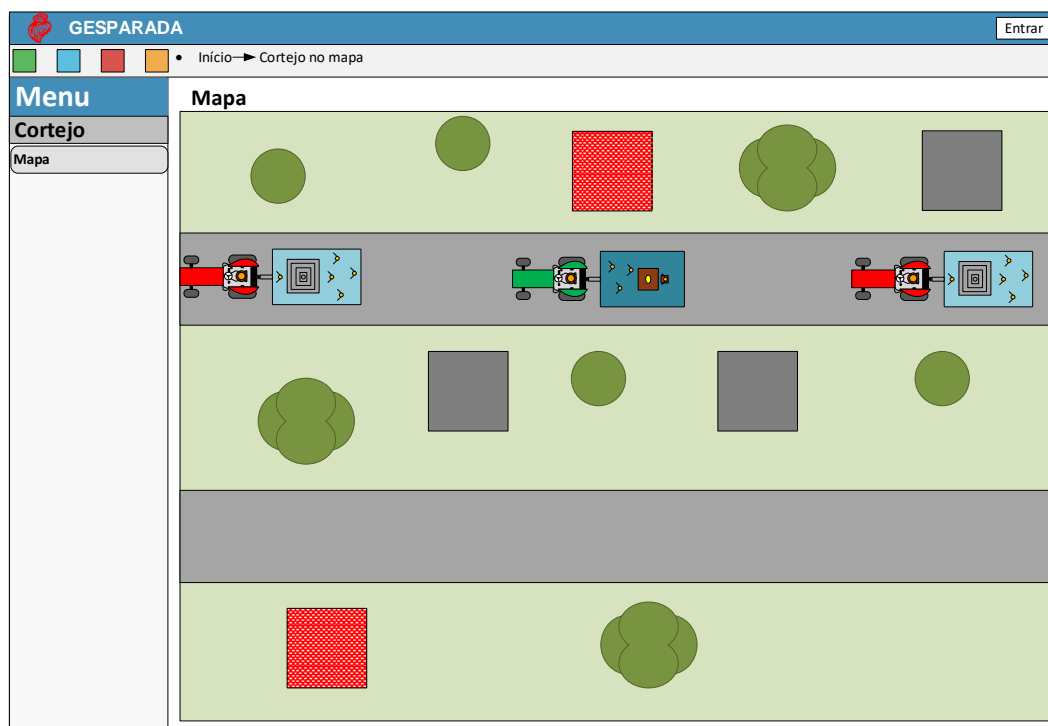 GESPARADA
Entrar
Início Cortejo no mapa
Menu
Mapa
Cortejo
Mapa